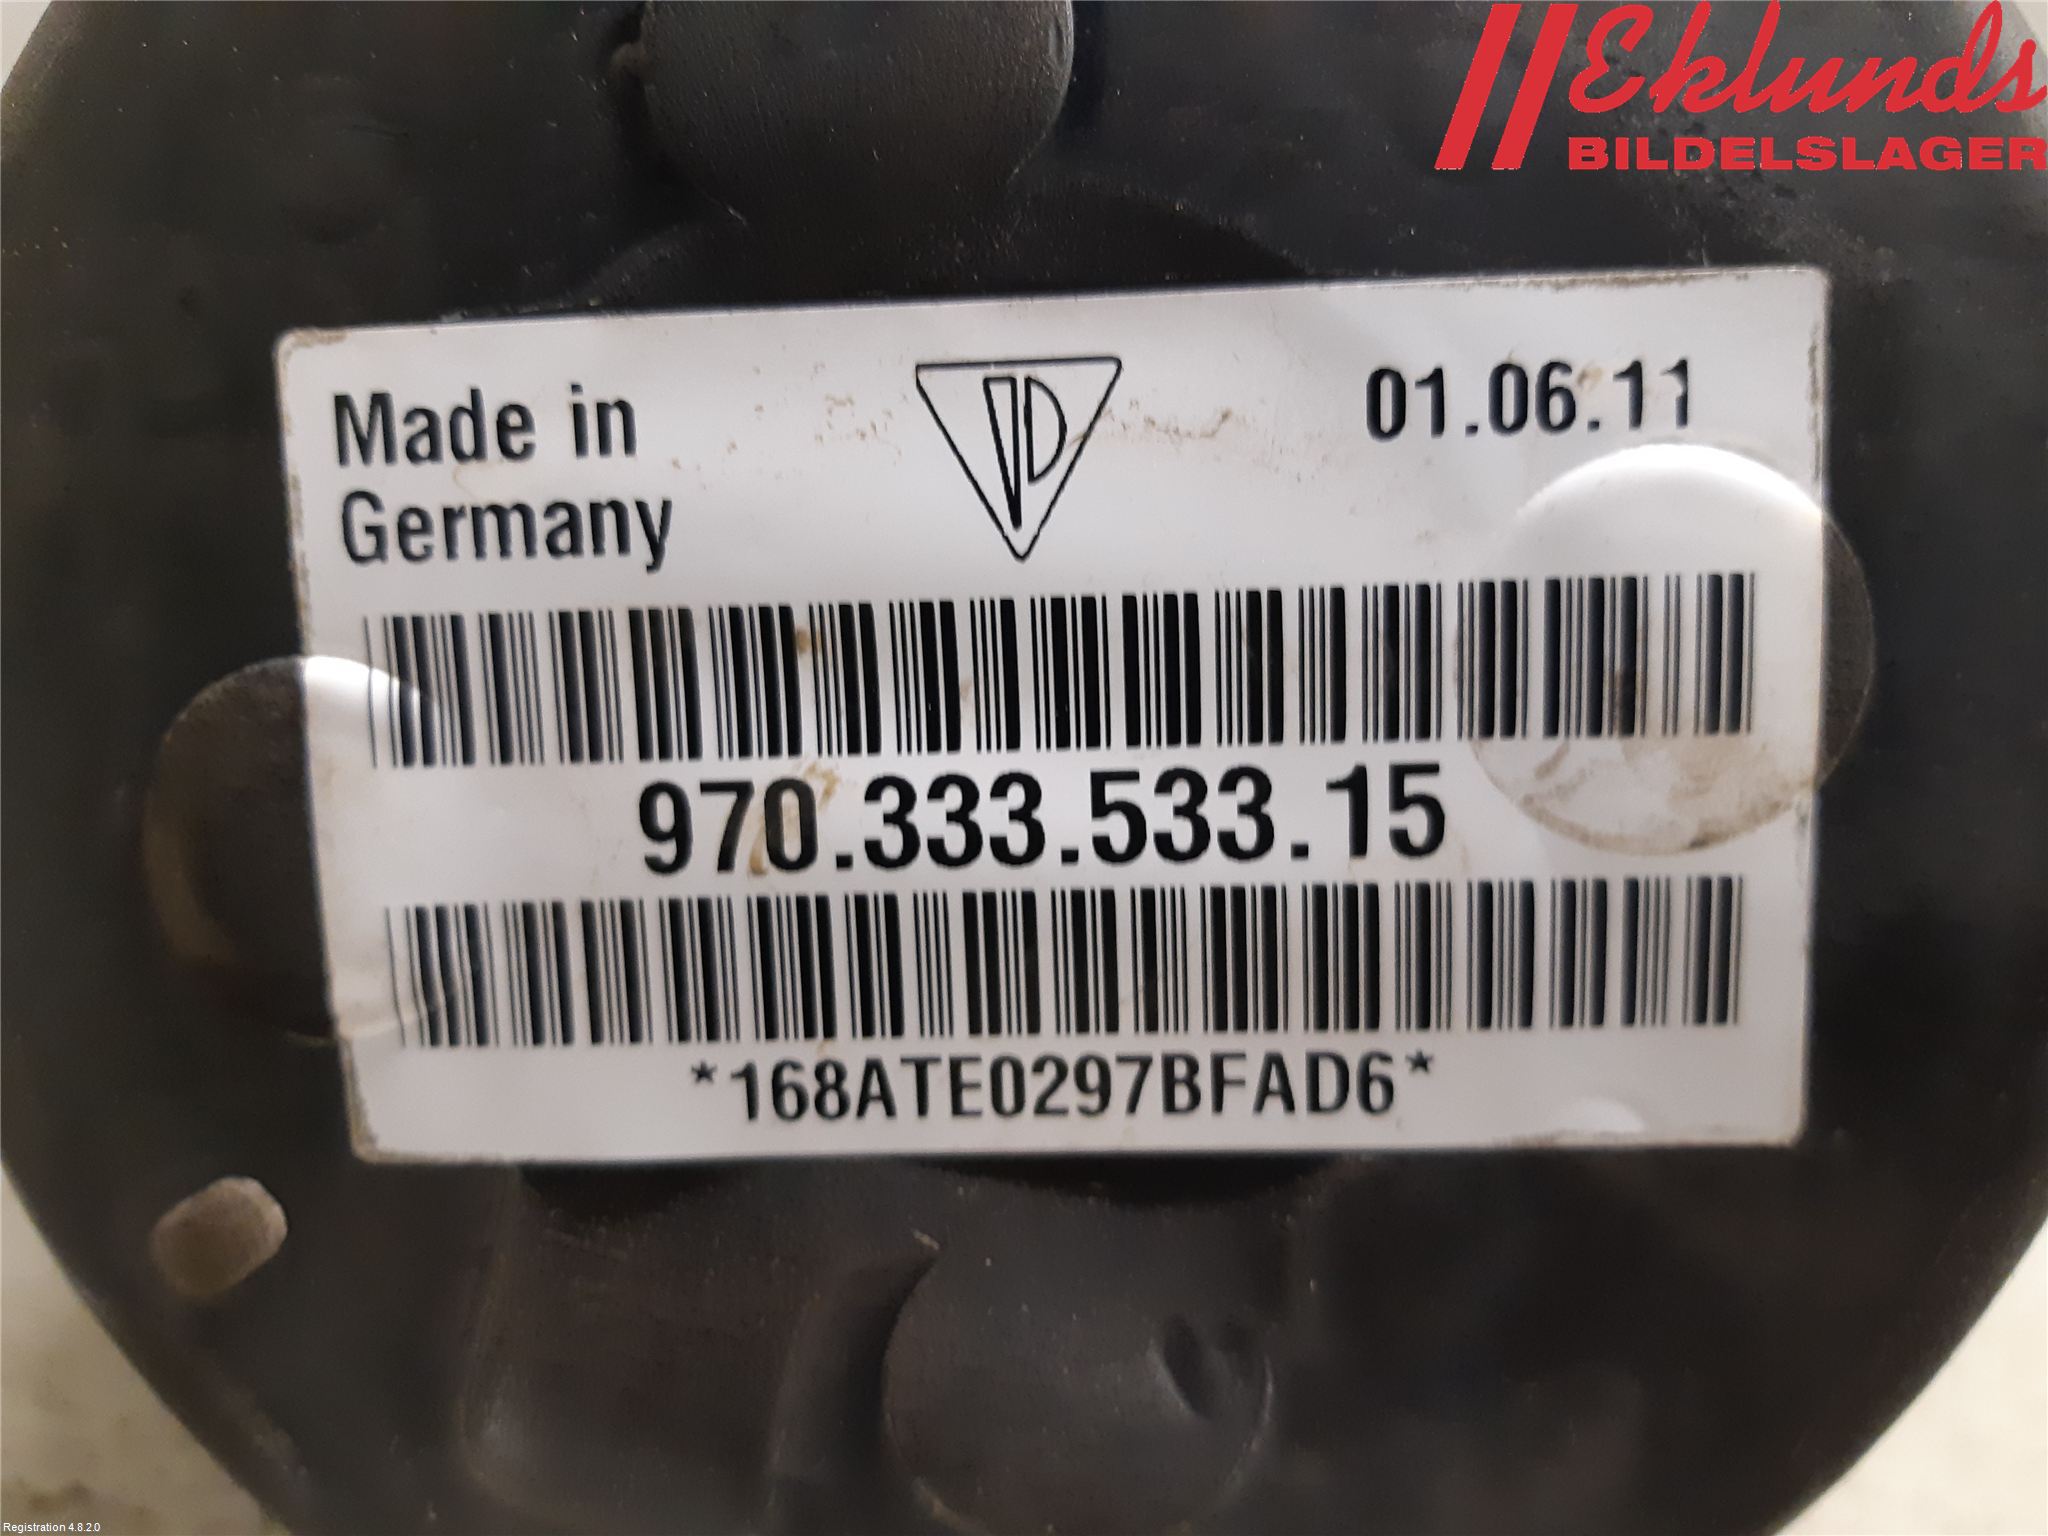 Eklunds
BILDELSLAGER
Made in
Germany
01.06.11
970.333.533.15
*168ATE0297BFAD6*
Registration 4.8.2.0